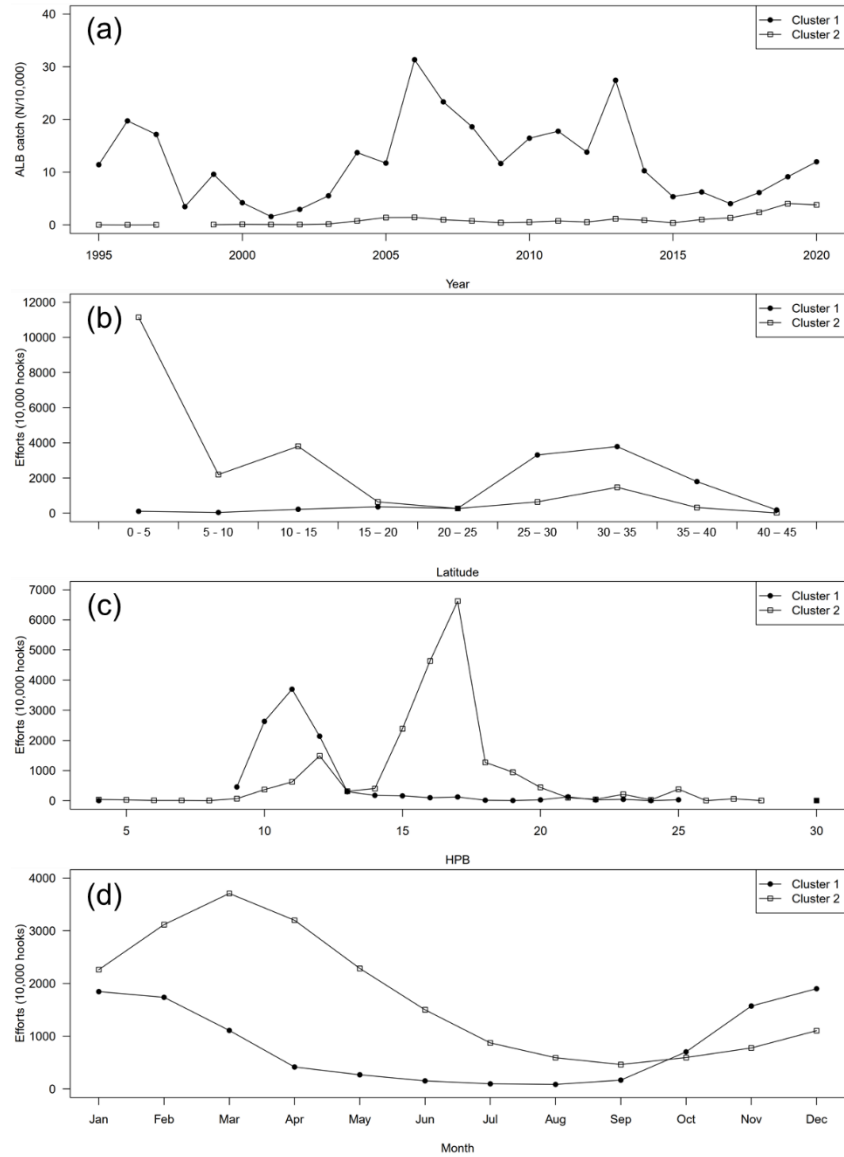 (a)
Cluster 1
Cluster 2
ALB catch (N/10,000)
40
30
20
10
0
1995 2000 2005 2010 2015 2020
Year
(b)
Cluster 1
Cluster 2
Efforts (10,000 hooks)
12000
10000
8000
6000
4000
2000
0
0 - 5 5 - 10 10 - 15 15 – 20 20 – 25 25 – 30 30 – 35 35 – 40 40 – 45
Latitude
(c)
Cluster 1
Cluster 2
Efforts (10,000 hooks)
7000
6000
5000
4000
3000
2000
1000
0
5 10 15 20 25 30
HPB
(d)
Cluster 1
Cluster 2
Efforts (10,000 hooks)
4000
3000
2000
1000
0
Jan Feb Mar Apr May Jun Jul Aug Sep Oct Nov Dec
Month